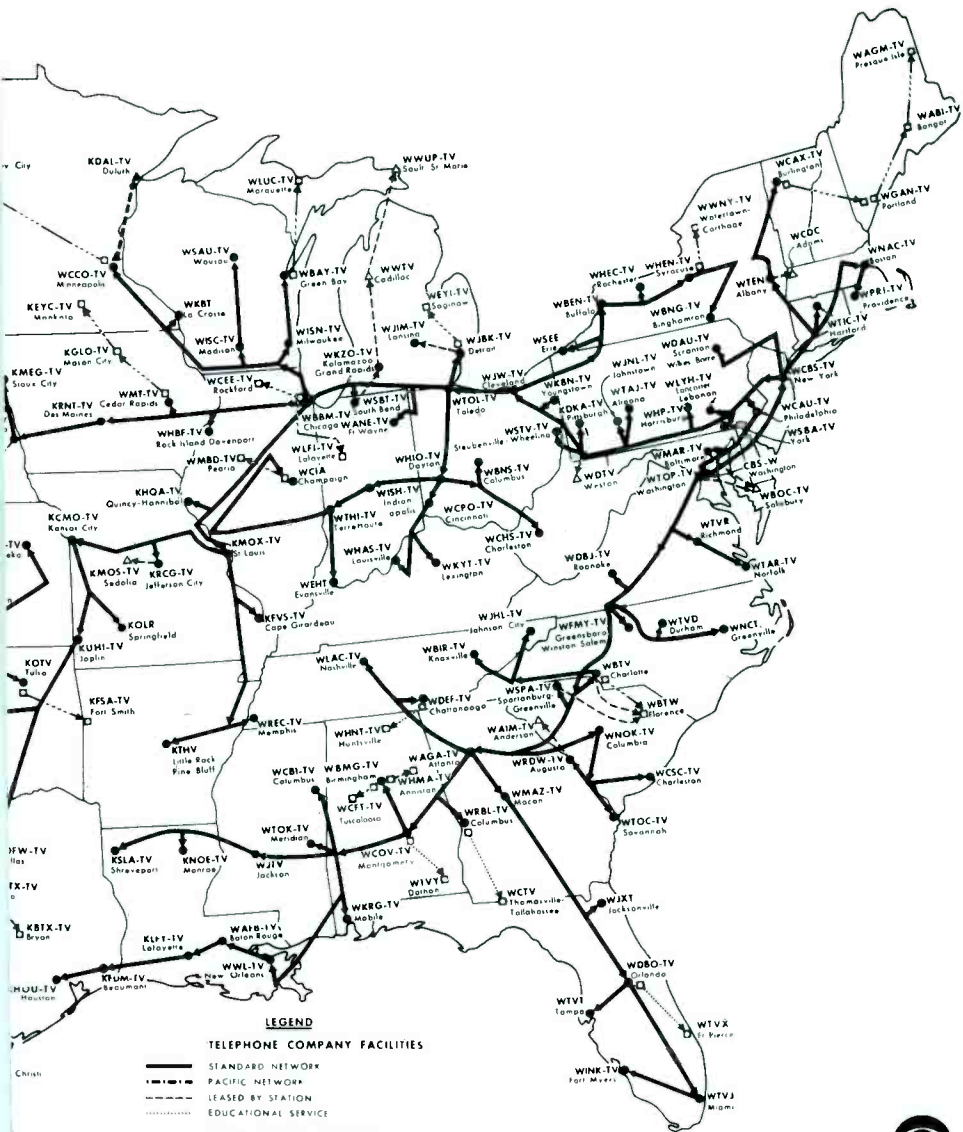 WAGM-TV
Presque Isle
WABI-TV
Bangor
WCAX-TV
Burlington
WGAN-TV
Portland
KDAL-TV
Duluth
WLUC-TV
Marquette
WWUP-TV
Sault St Marie
WWNY-TV
Watertown-
Carthage
WCDC
Adams
WNAC-TV
Boston
WSAU-TV
Wausau
WCCO-TV
Minneapolis
WBAY-TV
Green Bay
WWTV
Cadillac
WHEC-TV
Rochester
WHEN-TV
Syracuse
WTEN
Albany
WPRI-TV
Providence
KEYC-TV
Mankato
WKBT
La Crosse
WEYI-TV
Saginaw
WBEN-TV
Buffalo
WBNG-TV
Binghamton
WTIC-TV
Hartford
KGLO-TV
Mason City
WISC-TV
Madison
WISN-TV
Milwaukee
WJIM-TV
Lansing
WJBK-TV
Detroit
WSEE
Erie
WDAU-TV
Scranton
Wilkes Barre
KMEG-TV
Sioux City
WKZO-TV
Kalamazoo
Grand Rapids
WJW-TV
Cleveland
WJNL-TV
Johnstown
WCBS-TV
New York
WCEE-TV
Rockford
WKBN-TV
Youngstown
WTAJ-TV
Altoona
WLYH-TV
Lancaster
Lebanon
KRNT-TV
Des Moines
WMT-TV
Cedar Rapids
WBBM-TV
Chicago
WSBT-TV
South Bend
WTOL-TV
Toledo
KDKA-TV
Pittsburgh
WHP-TV
Harrisburg
WCAU-TV
Philadelphia
WHBF-TV
Rock Island Davenport
WANE-TV
Ft Wayne
WSTV-TV
Steubenville-Wheeling
WSBA-TV
York
WMBD-TV
Peoria
WLFI-TV
Lafayette
WMAR-TV
Baltimore
CBS-W
Washington
WCIA
Champaign
WHIO-TV
Dayton
WBNS-TV
Columbus
WDTV
Weston
WTOP-TV
Washington
WBOC-TV
Salisbury
KHQA-TV
Quincy-Hannibal
WISH-TV
Indianapolis
WCPO-TV
Cincinnati
KCMO-TV
Kansas City
WTHI-TV
Terre Haute
WCHS-TV
Charleston
WTVR
Richmond
KMOX-TV
St Louis
WHAS-TV
Louisville
WKYT-TV
Lexington
WDBJ-TV
Roanoke
WTAR-TV
Norfolk
KMOS-TV
Sedalia
KRCG-TV
Jefferson City
WEHT
Evansville
KFVS-TV
Cape Girardeau
KOLR
Springfield
WJHL-TV
Johnson City
WFMY-TV
Greensboro
Winston Salem
WTVD
Durham
WNCT
Greenville
KUHI-TV
Joplin
WLAC-TV
Nashville
WBIR-TV
Knoxville
WBTV
Charlotte
KOTV
Tulsa
WSPA-TV
Spartanburg-
Greenville
WBTW
Florence
KFSA-TV
Fort Smith
WDEF-TV
Chattanooga
WREC-TV
Memphis
WHNT-TV
Huntsville
WAIM-TV
Anderson
WNOK-TV
Columbia
KTHV
Little Rock
Pine Bluff
WCBI-TV
Columbus
WBMG-TV
Birmingham
WAGA-TV
Atlanta
WRDW-TV
Augusta
WCSC-TV
Charleston
WHMA-TV
Anniston
WCFT-TV
Tuscaloosa
WMAZ-TV
Macon
WRBL-TV
Columbus
WTOC-TV
Savannah
WTOK-TV
Meridian
KSLA-TV
Shreveport
KNOE-TV
Monroe
WJTV
Jackson
WCOV-TV
Montgomery
WTVY
Dothan
WCTV
Thomasville-
Tallahassee
WJXT
Jacksonville
KBTX-TV
Bryan
WKRG-TV
Mobile
WAFB-TV
Baton Rouge
KLFT-TV
Lafayette
WDBO-TV
Orlando
WWL-TV
New Orleans
KFDM-TV
Beaumont
HOU-TV
Houston
WTVT
Tampa
WTVX
Ft Pierce
LEGEND
TELEPHONE COMPANY FACILITIES
STANDARD NETWORK
PACIFIC NETWORK
LEASED BY STATION
EDUCATIONAL SERVICE
WINK-TV
Fort Myers
WTVJ
Miami
Christi